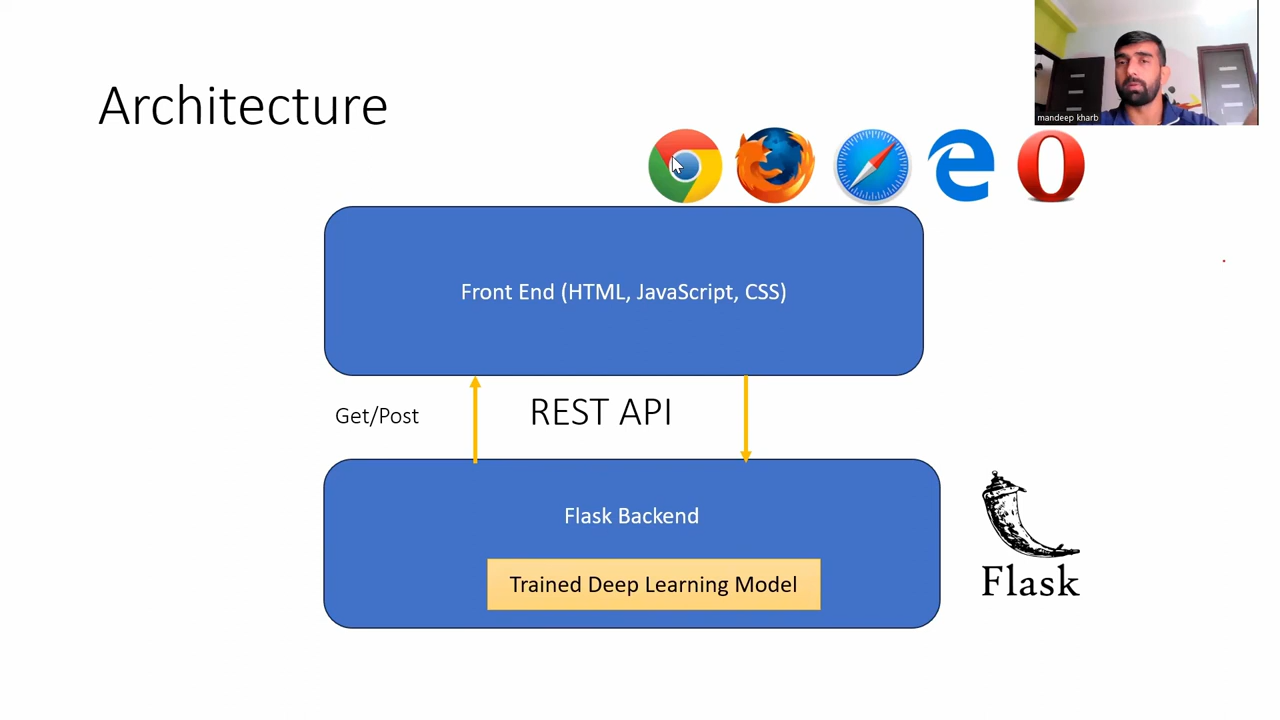 Architecture
mandeep kharb
Front End (HTML, JavaScript, CSS)
Get/Post
REST API
Flask Backend
Trained Deep Learning Model
Flask